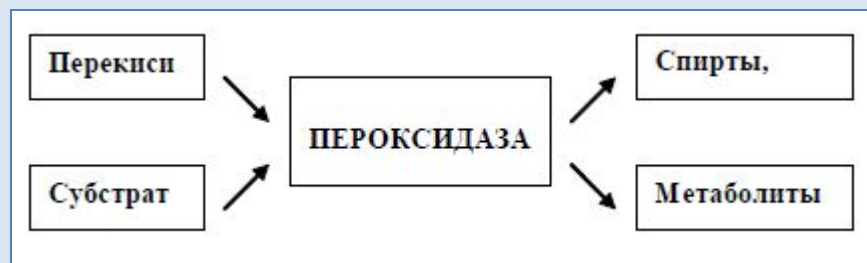 Перекиси
Спирты,
ПЕРОКСИДАЗА
Субстрат
Метаболиты